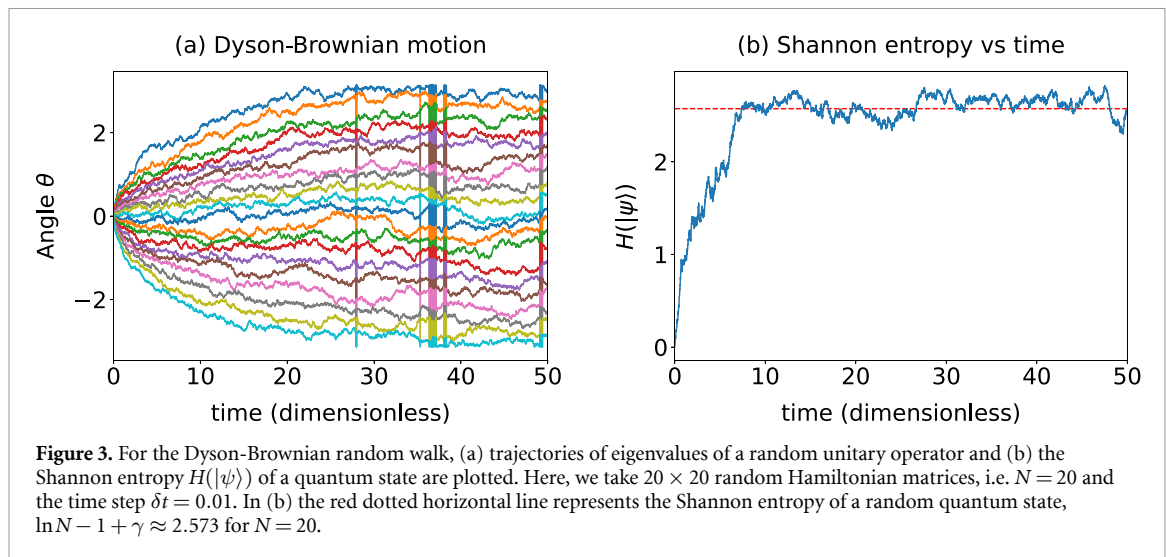 (a) Dyson-Brownian motion
Angle θ
2
0
−2
0 10 20 30 40 50
time (dimensionless)
(b) Shannon entropy vs time
H(|ψ⟩)
2
1
0
0 10 20 30 40 50
time (dimensionless)
Figure 3. For the Dyson-Brownian random walk, (a) trajectories of eigenvalues of a random unitary operator and (b) the
Shannon entropy H(|ψ⟩) of a quantum state are plotted. Here, we take 20 × 20 random Hamiltonian matrices, i.e. N = 20 and
the time step δt = 0.01. In (b) the red dotted horizontal line represents the Shannon entropy of a random quantum state,
ln N − 1 + γ ≈ 2.573 for N = 20.